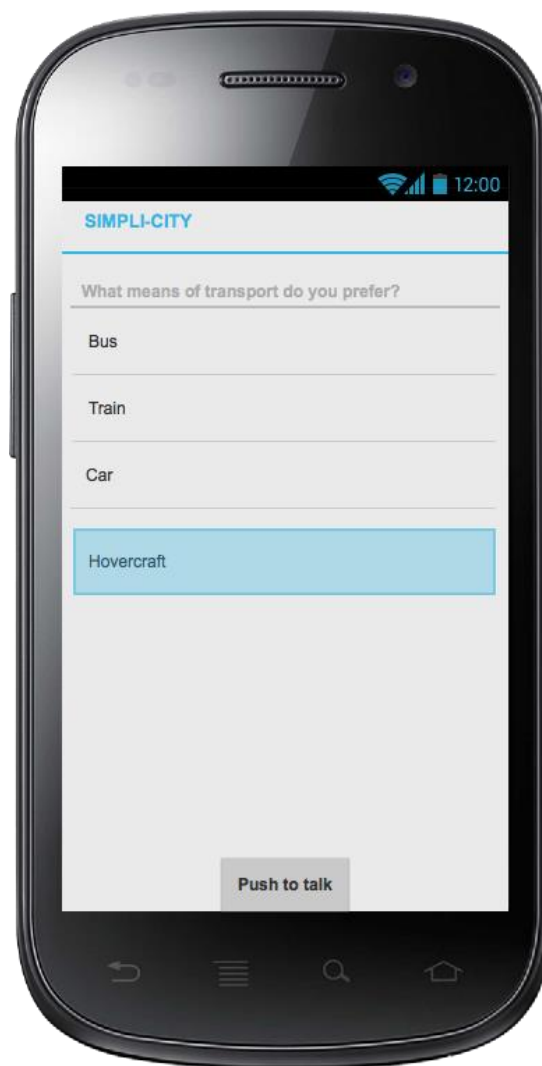 12:00
SIMPLI-CITY
What means of transport do you prefer?
Bus
Train
Car
Hovercraft
Push to talk